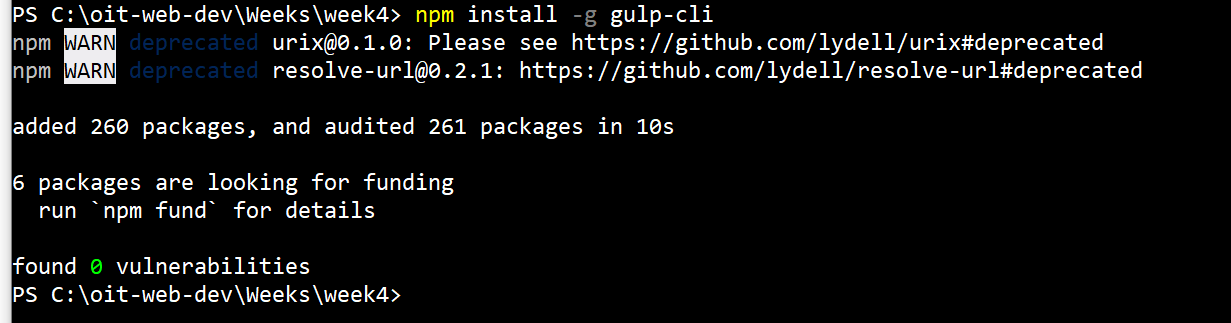 PS C:\oit-web-dev\Weeks\week4> npm install -g gulp-cli
npm WARN deprecated urix@0.1.0: Please see https://github.com/lydell/urix#deprecated
npm WARN deprecated resolve-url@0.2.1: https://github.com/lydell/resolve-url#deprecated
added 260 packages, and audited 261 packages in 10s
6 packages are looking for funding
  run `npm fund` for details
found 0 vulnerabilities
PS C:\oit-web-dev\Weeks\week4>